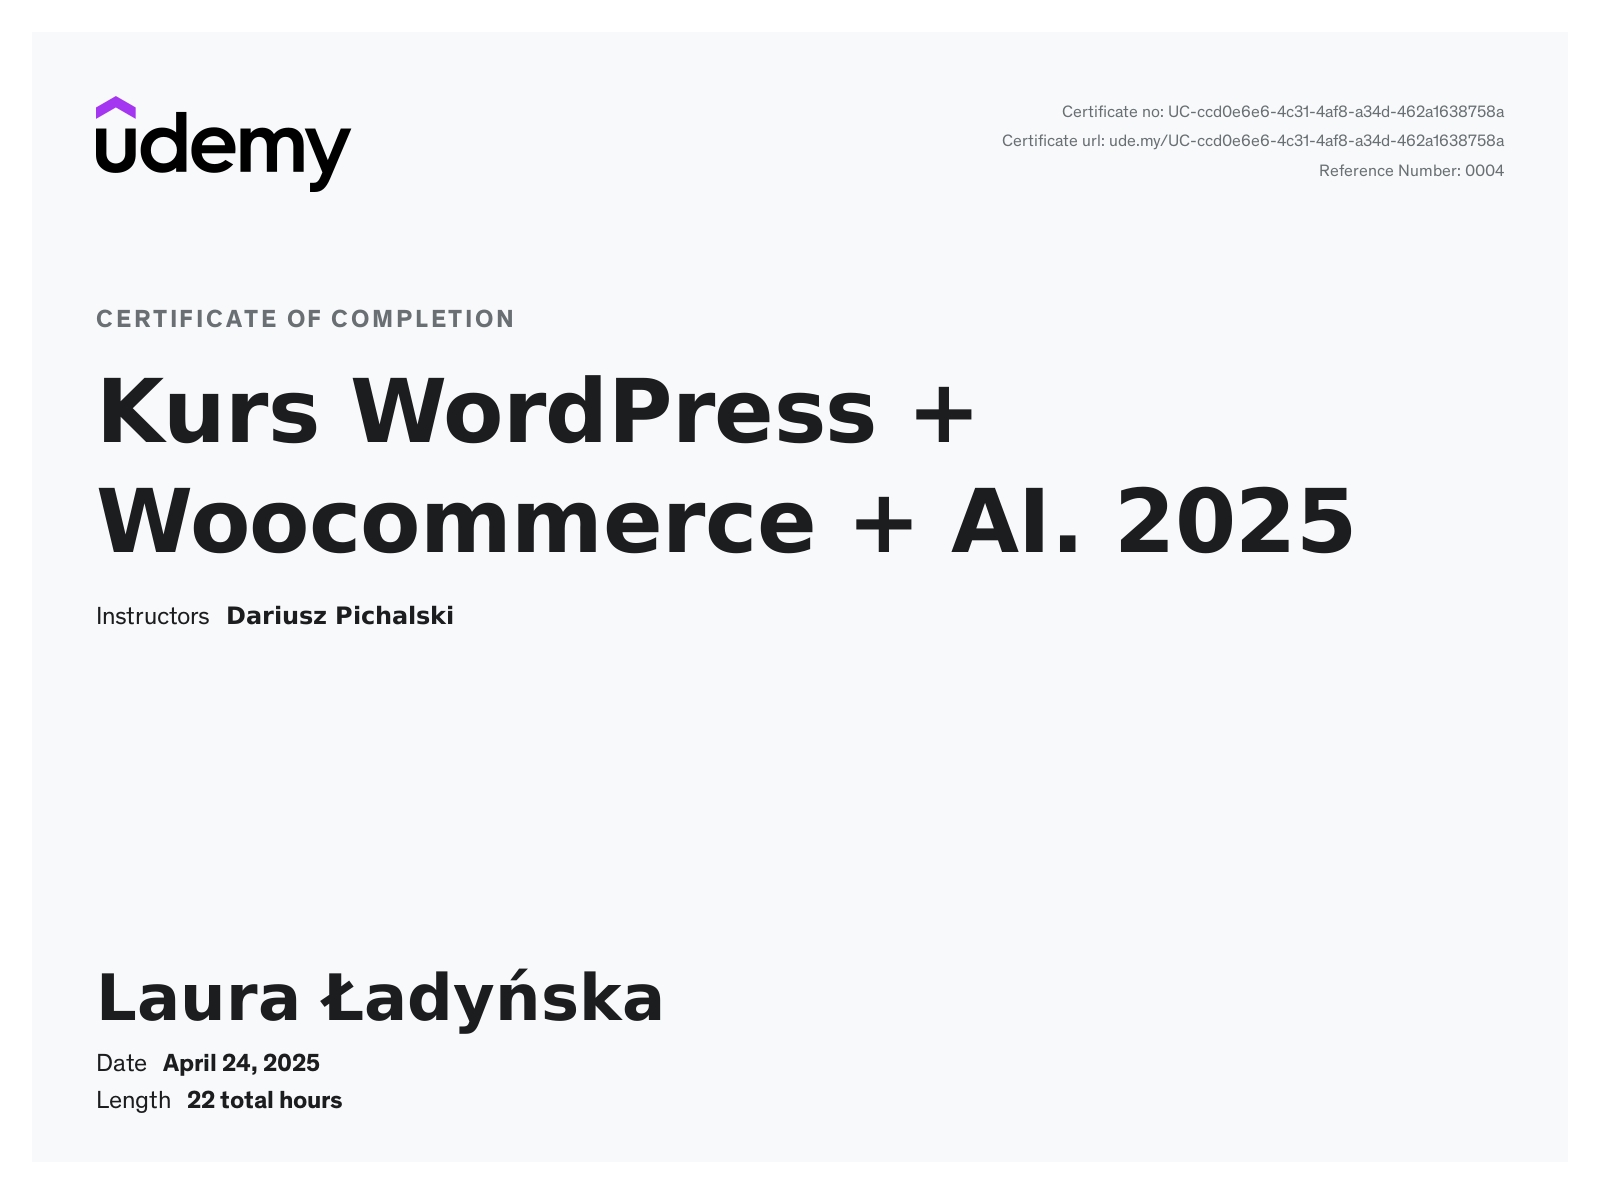 udemy
Certificate no: UC-ccd0e6e6-4c31-4af8-a34d-462a1638758a
Certificate url: ude.my/UC-ccd0e6e6-4c31-4af8-a34d-462a1638758a
Reference Number: 0004
CERTIFICATE OF COMPLETION
Kurs WordPress +
Woocommerce + AI. 2025
Instructors Dariusz Pichalski
Laura Ładyńska
Date April 24, 2025
Length 22 total hours